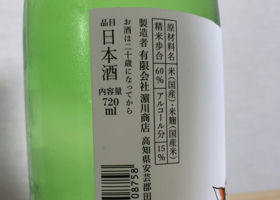 原材料名 米(国産)・米麹(国産米)
精米歩合 60% アルコール分 15%
製造者 有限会社 濵川商店 高知県安芸郡田
お酒は二十歳になってから
品目 日本酒 内容量 720ml
08758